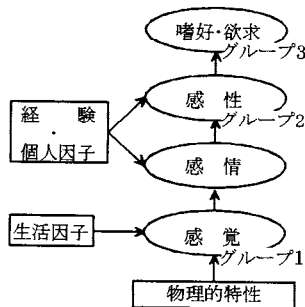 嗜好・欲求
グループ3
感性
グループ2
経験
・
個人因子
感情
生活因子
感覚
グループ1
物理的特性